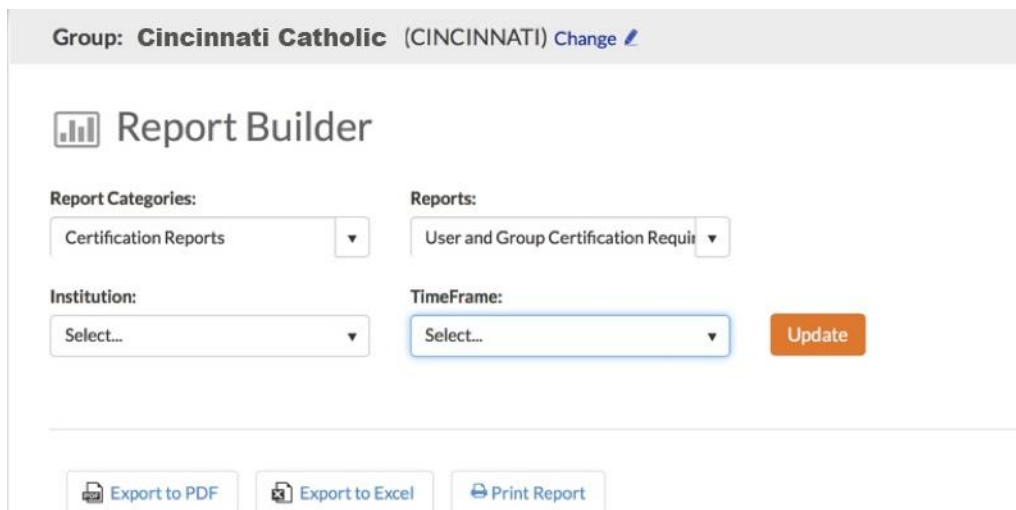 Group: Cincinnati Catholic (CINCINNATI) Change
Report Builder
Report Categories: Reports:
Certification Reports User and Group Certification Requir
Institution: TimeFrame:
Select... Select... Update
Export to PDF Export to Excel Print Report